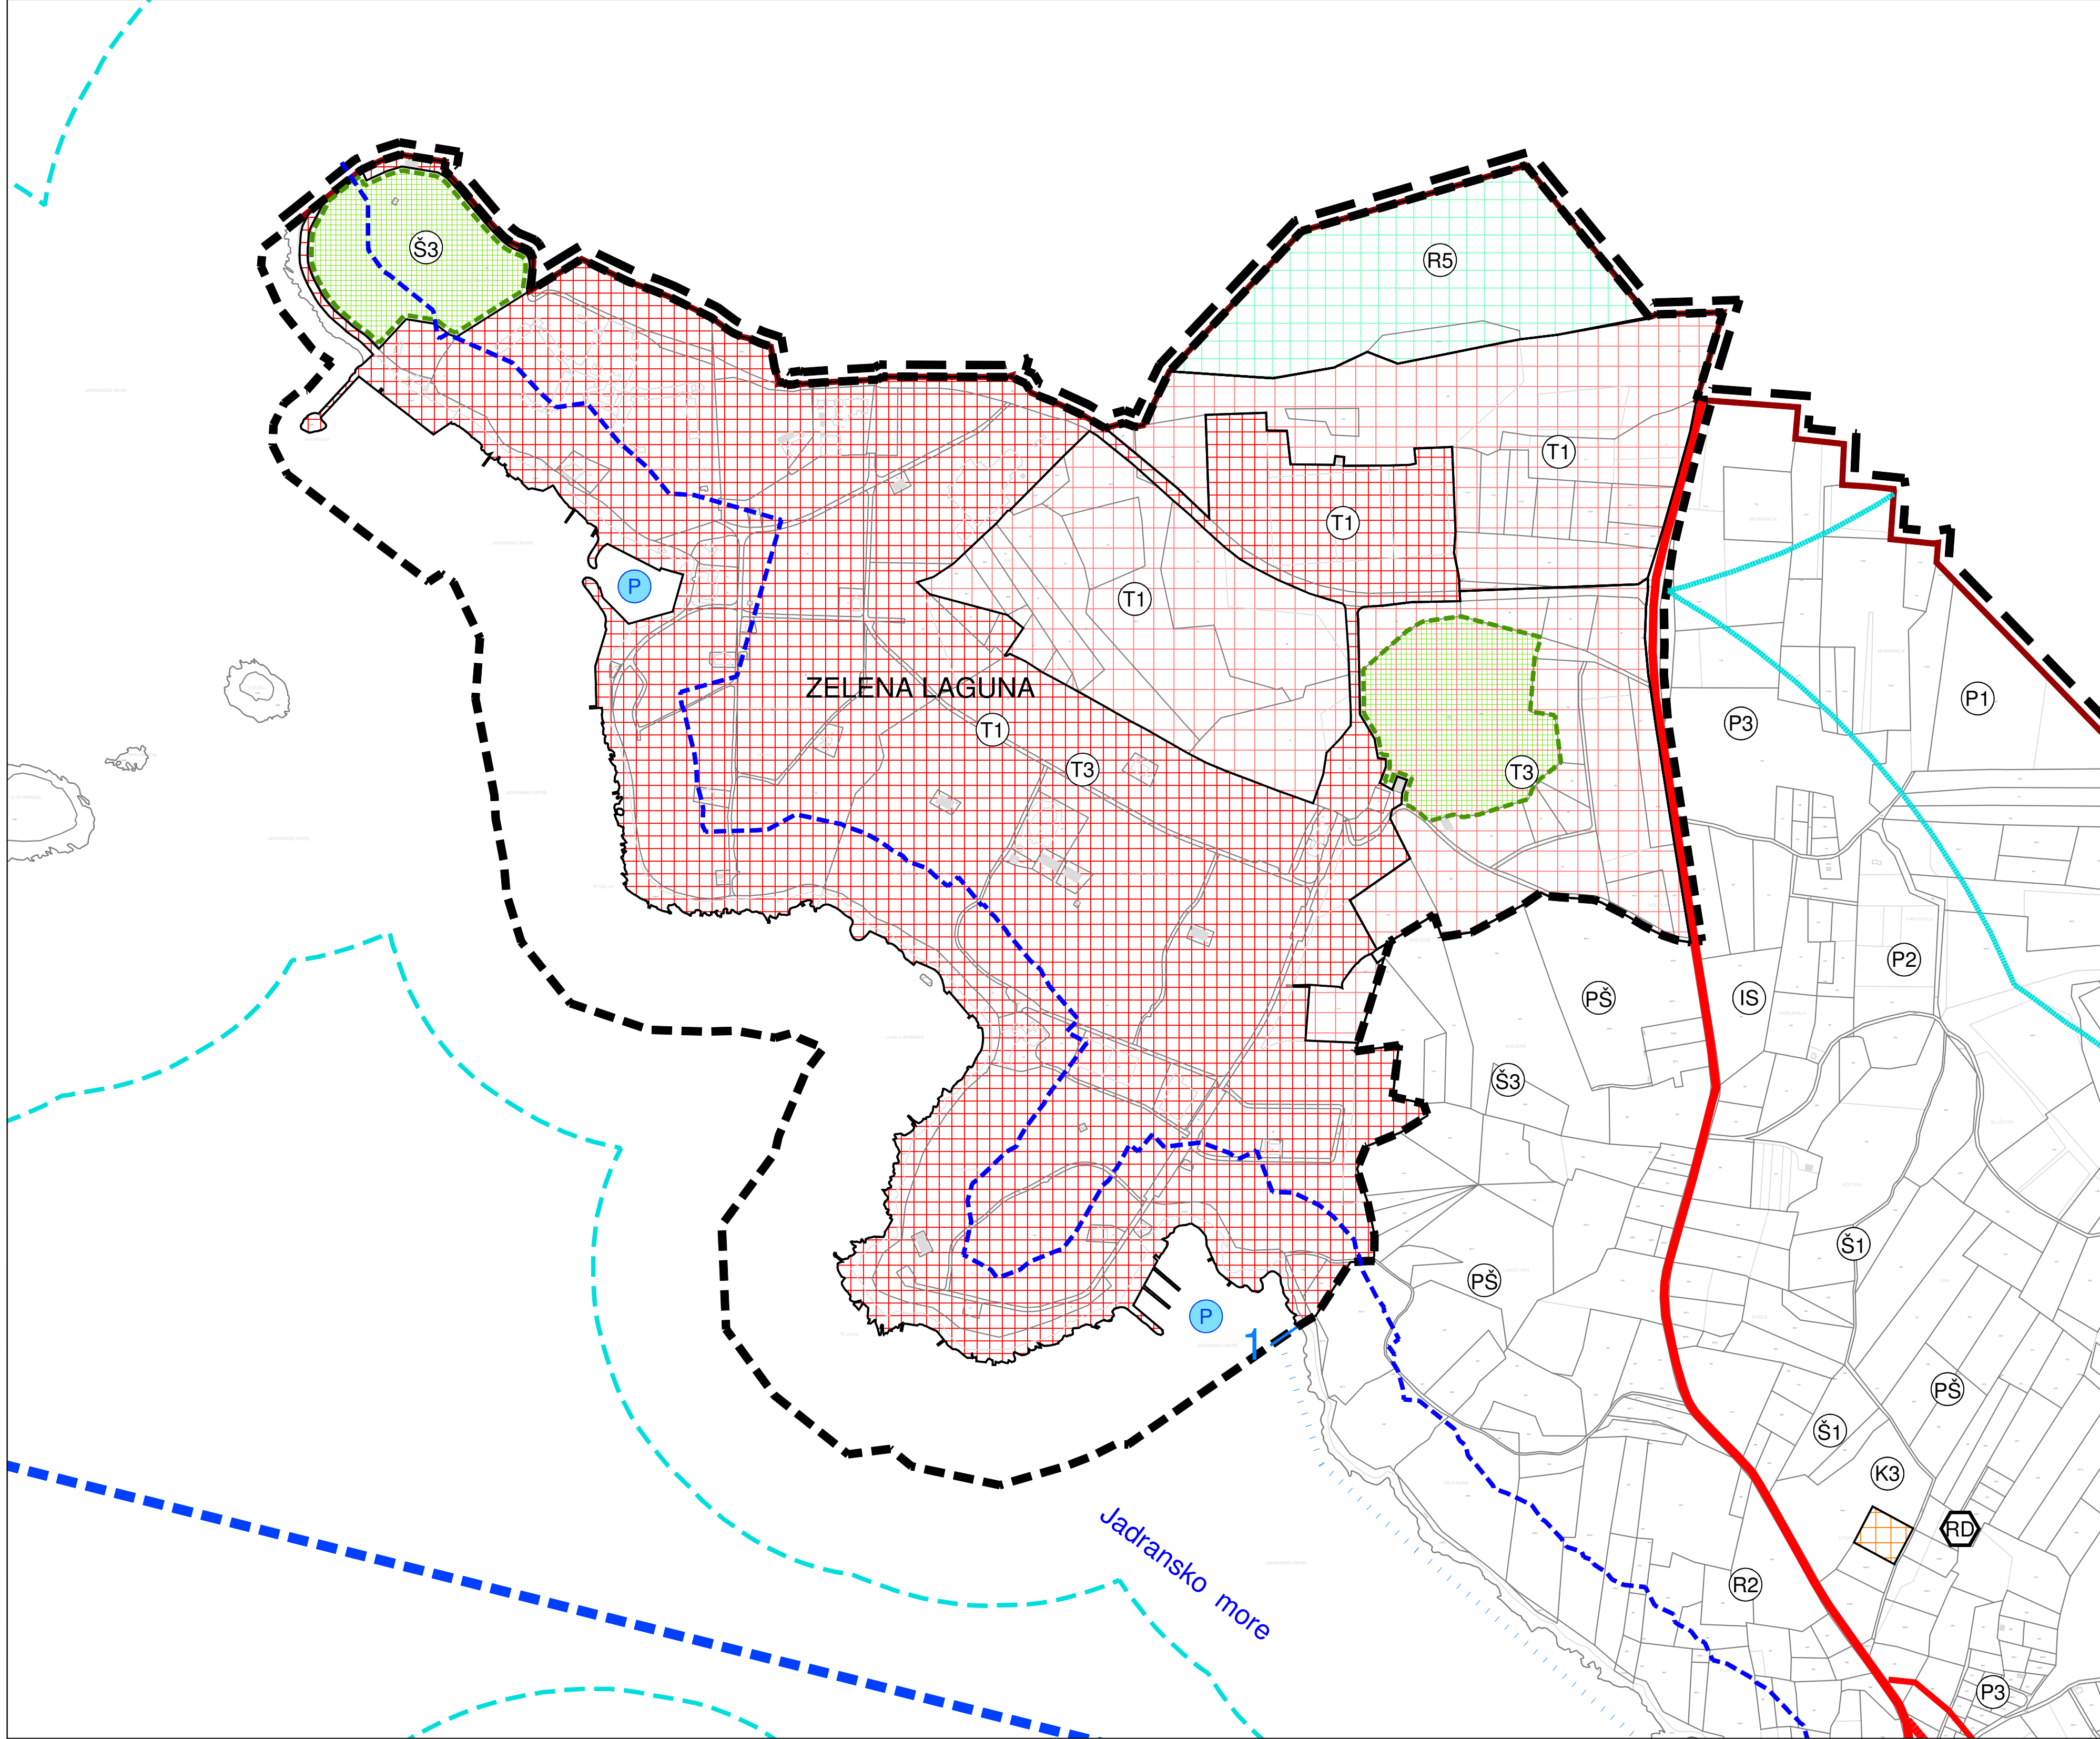 Š3
R5
T1
T1
P
T1
ZELENA LAGUNA
P1
P3
T1
T3
T3
P2
PŠ
IS
Š3
Š1
PŠ
P
1
PŠ
Š1
K3
RD
Jadransko more
R2
P3